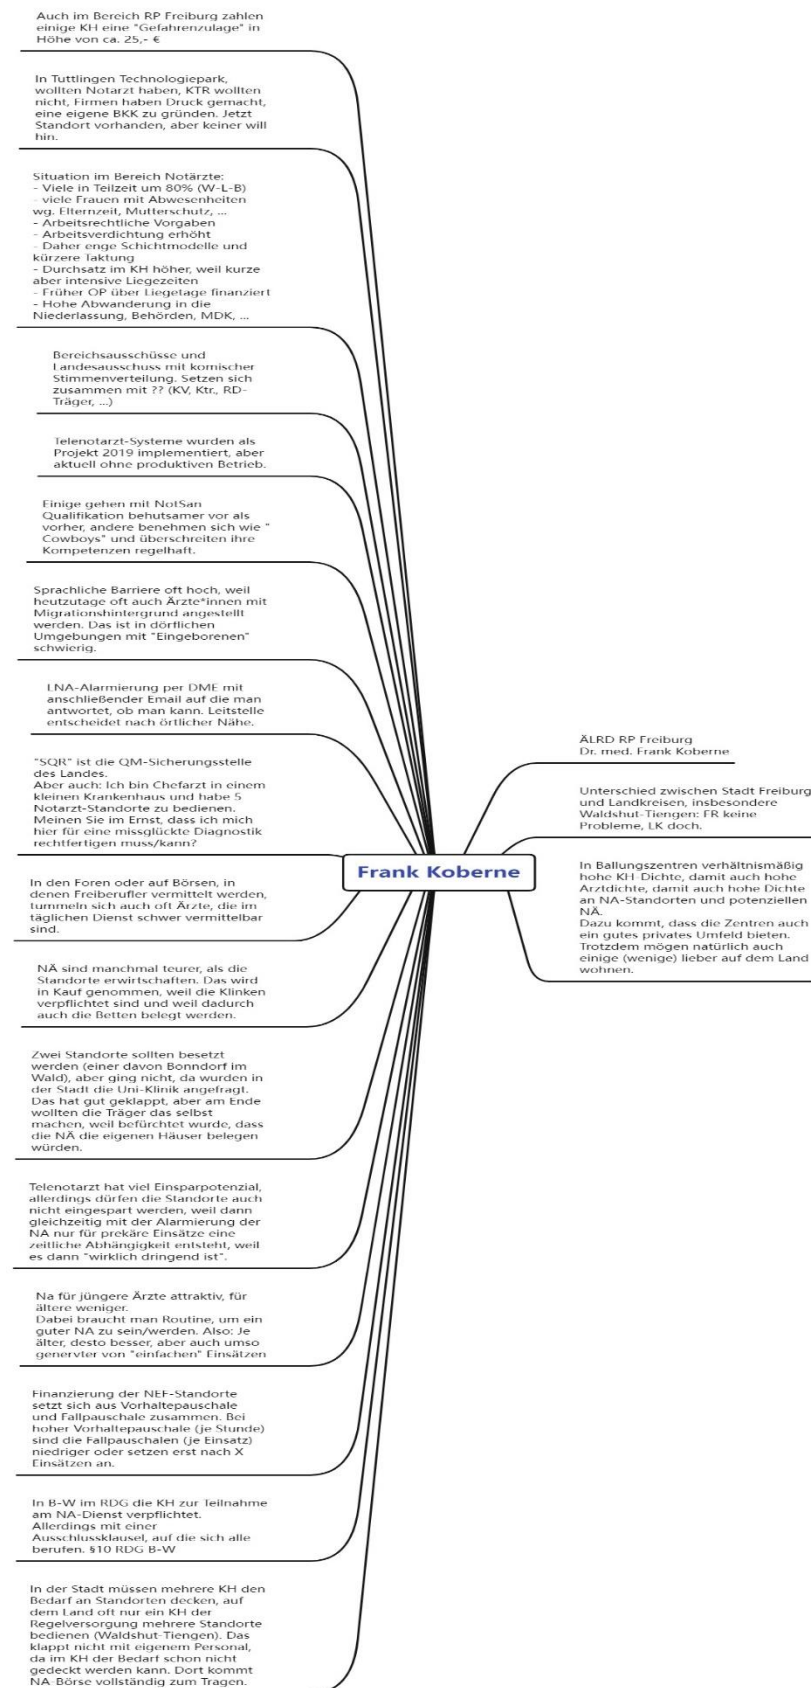 Auch im Bereich RP Freiburg zahlen
einige KH eine "Gefahrenzulage" in
Höhe von ca. 25,- €
In Tuttlingen Technologiepark,
wollten Notarzt haben, KTR wollten
nicht, Firmen haben Druck gemacht,
eine eigene BKK zu gründen. Jetzt
Standort vorhanden, aber keiner will
hin.
Situation im Bereich Notärzte:
- Viele in Teilzeit um 80% (W-L-B)
- viele Frauen mit Abwesenheiten
wg. Elternzeit, Mutterschutz, ...
- Arbeitsrechtliche Vorgaben
- Arbeitsverdichtung erhöht
- Daher enge Schichtmodelle und
kürzere Taktung
- Durchsatz im KH höher, weil kurze
aber intensive Liegezeiten
- Früher OP über Liegetage finanziert
- Hohe Abwanderung in die
Niederlassung, Behörden, MDK, ...
Bereichsausschüsse und
Landesausschuss mit komischer
Stimmenverteilung. Setzen sich
zusammen mit ?? (KV, Ktr., RD-
Träger, ...)
Telenotarzt-Systeme wurden als
Projekt 2019 implementiert, aber
aktuell ohne produktiven Betrieb.
Einige gehen mit NotSan
Qualifikation behutsamer vor als
vorher, andere benehmen sich wie "
Cowboys" und überschreiten ihre
Kompetenzen regelhaft.
Sprachliche Barriere oft hoch, weil
heutzutage oft auch Ärzte*innen mit
Migrationshintergrund angestellt
werden. Das ist in dörflichen
Umgebungen mit "Eingeborenen"
schwierig.
LNA-Alarmierung per DME mit
anschließender Email auf die man
antwortet, ob man kann. Leitstelle
entscheidet nach örtlicher Nähe.
"SQR" ist die QM-Sicherungsstelle
des Landes.
Aber auch: Ich bin Chefarzt in einem
kleinen Krankenhaus und habe 5
Notarzt-Standorte zu bedienen.
Meinen Sie im Ernst, dass ich mich
hier für eine missglückte Diagnostik
rechtfertigen muss/kann?
In den Foren oder auf Börsen, in
denen Freiberufler vermittelt werden,
tummeln sich auch oft Ärzte, die im
täglichen Dienst schwer vermittelbar
sind.
NÄ sind manchmal teurer, als die
Standorte erwirtschaften. Das wird
in Kauf genommen, weil die Klinken
verpflichtet sind und weil dadurch
auch die Betten belegt werden.
Zwei Standorte sollten besetzt
werden (einer davon Bonndorf im
Wald), aber ging nicht, da wurden in
der Stadt die Uni-Klinik angefragt.
Das hat gut geklappt, aber am Ende
wollten die Träger das selbst
machen, weil befürchtet wurde, dass
die NÄ die eigenen Häuser belegen
würden.
Telenotarzt hat viel Einsparpotenzial,
allerdings dürfen die Standorte auch
nicht eingespart werden, weil dann
gleichzeitig mit der Alarmierung der
NA nur für prekäre Einsätze eine
zeitliche Abhängigkeit entsteht, weil
es dann "wirklich dringend ist".
Na für jüngere Ärzte attraktiv, für
ältere weniger.
Dabei braucht man Routine, um ein
guter NA zu sein/werden. Also: Je
älter, desto besser, aber auch umso
genervter von "einfachen" Einsätzen
Finanzierung der NEF-Standorte
setzt sich aus Vorhaltepauschale
und Fallpauschale zusammen. Bei
hoher Vorhaltepauschale (je Stunde)
sind die Fallpauschalen (je Einsatz)
niedriger oder setzen erst nach X
Einsätzen an.
In B-W im RDG die KH zur Teilnahme
am NA-Dienst verpflichtet.
Allerdings mit einer
Ausschlussklausel, auf die sich alle
berufen. §10 RDG B-W
In der Stadt müssen mehrere KH den
Bedarf an Standorten decken, auf
dem Land oft nur ein KH der
Regelversorgung mehrere Standorte
bedienen (Waldshut-Tiengen). Das
klappt nicht mit eigenem Personal,
da im KH der Bedarf schon nicht
gedeckt werden kann. Dort kommt
NA-Börse vollständig zum Tragen.
Frank Koberne
ÄLRD RP Freiburg
Dr. med. Frank Koberne
Unterschied zwischen Stadt Freiburg
und Landkreisen, insbesondere
Waldshut-Tiengen: FR keine
Probleme, LK doch.
In Ballungszentren verhältnismäßig
hohe KH-Dichte, damit auch hohe
Arztdichte, damit auch hohe Dichte
an NA-Standorten und potenziellen
NÄ.
Dazu kommt, dass die Zentren auch
ein gutes privates Umfeld bieten.
Trotzdem mögen natürlich auch
einige (wenige) lieber auf dem Land
wohnen.